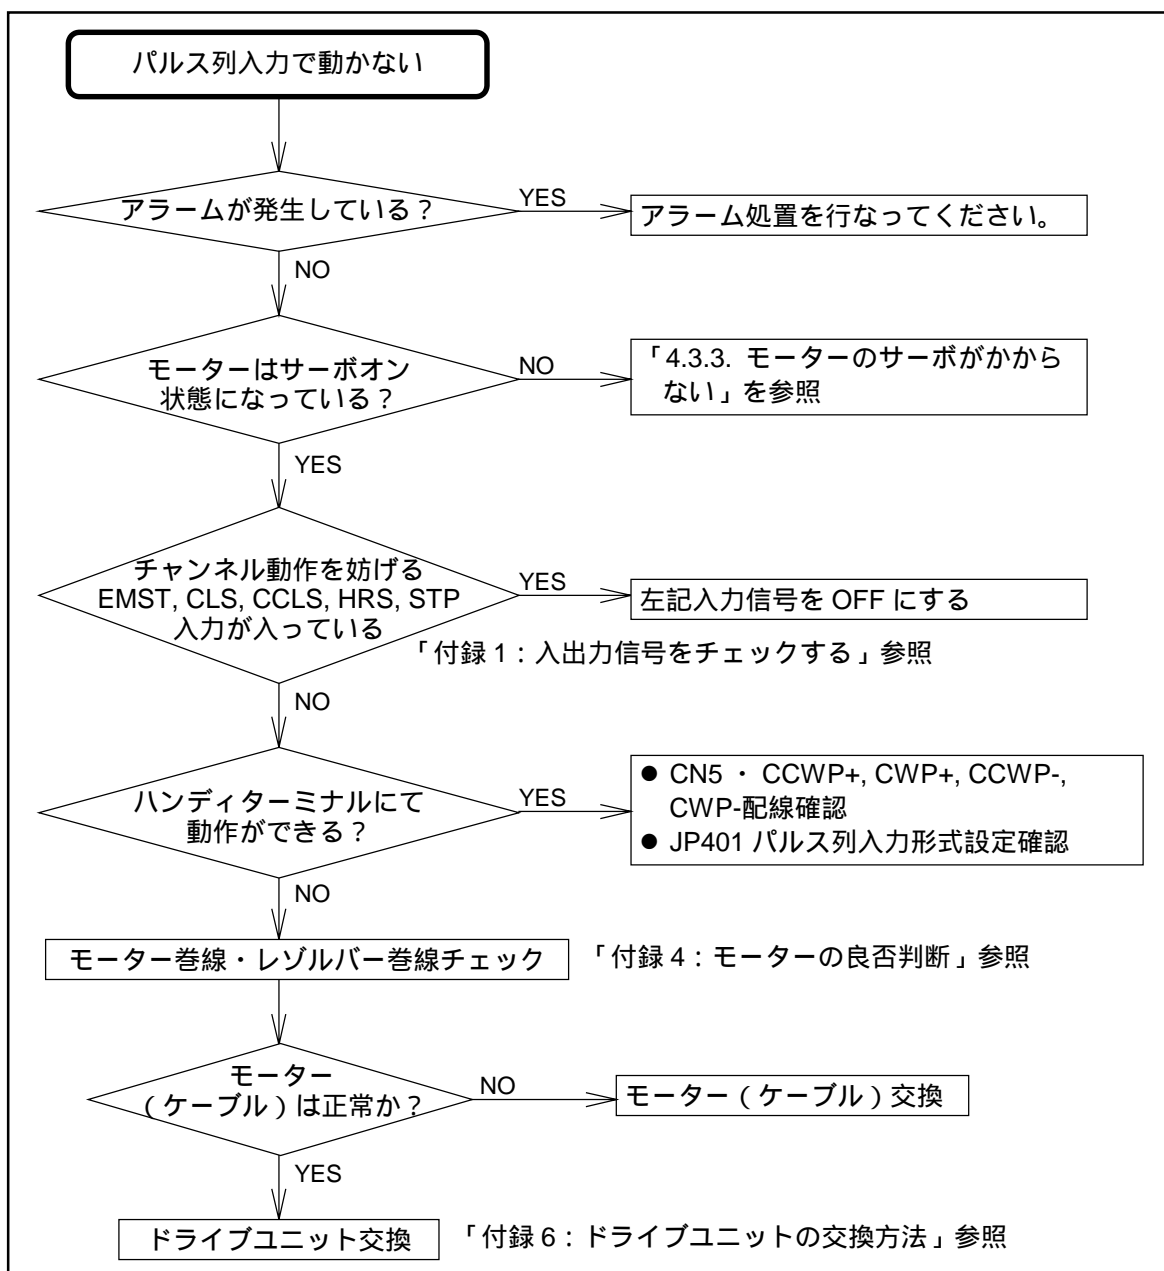 パルス列入力で動かない
アラームが発生している？
YES
アラーム処置を行なってください。
NO
モーターはサーボオン
状態になっている？
NO
「4.3.3. モーターのサーボがかから
ない」を参照
YES
チャンネル動作を妨げる
EMST, CLS, CCLS, HRS, STP
入力が入っている
YES
左記入力信号を OFF にする
「付録 1：入出力信号をチェックする」参照
NO
ハンディターミナルにて
動作ができる？
YES
● CN5 ・ CCWP+, CWP+, CCWP-,
CWP-配線確認
● JP401 パルス列入力形式設定確認
NO
モーター巻線・レゾルバー巻線チェック
「付録 4：モーターの良否判断」参照
モーター
（ケーブル）は正常か？
NO
モーター（ケーブル）交換
YES
ドライブユニット交換
「付録 6：ドライブユニットの交換方法」参照